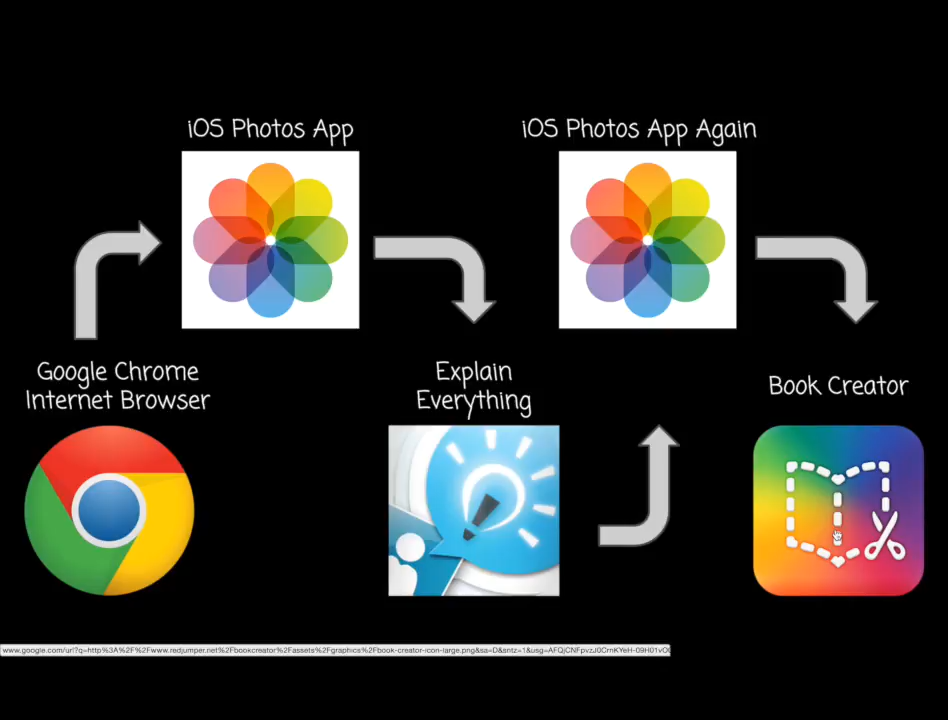 iOS Photos App
iOS Photos App Again
Google Chrome
Internet Browser
Explain
Everything
Book Creator